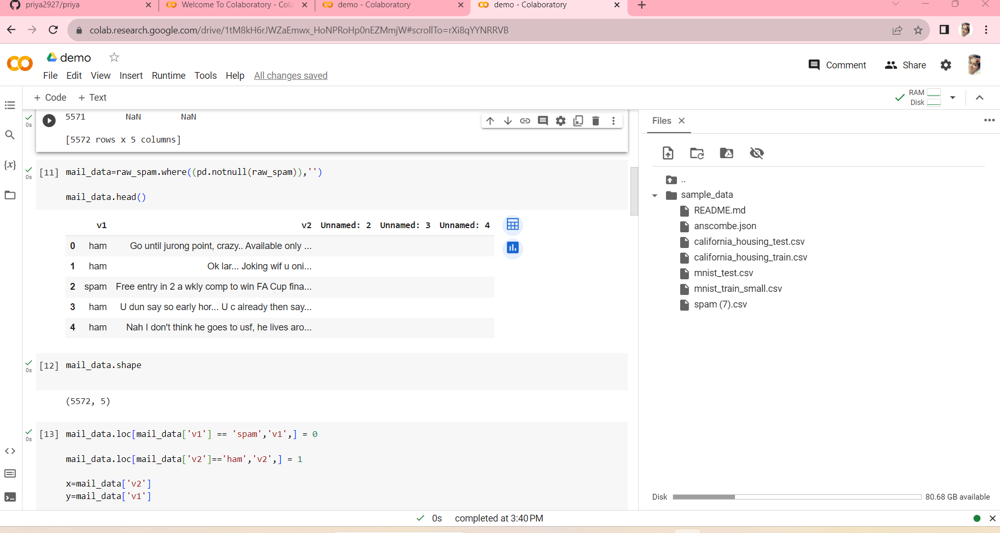 priya2927/priya
Welcome To Colaboratory - Cola
demo - Colaboratory
demo - Colaboratory
colab.research.google.com/drive/1tM8kH6rJWZaEmwx_HoNPRoHp0nEZMmjW#scrollTo=rXi8qYYNRRVB
demo
File Edit View Insert Runtime Tools Help All changes saved
Comment
Share
+ Code + Text
RAM
Disk
5571 NaN NaN
0s
[5572 rows x 5 columns]
[11] mail_data=raw_spam.where((pd.notnull(raw_spam)),'')
0s
mail_data.head()
v1 v2 Unnamed: 2 Unnamed: 3 Unnamed: 4
0 ham Go until jurong point, crazy.. Available only ...
1 ham Ok lar... Joking wif u oni...
2 spam Free entry in 2 a wkly comp to win FA Cup fina...
3 ham U dun say so early hor... U c already then say...
4 ham Nah I don't think he goes to usf, he lives aro...
[12] mail_data.shape
0s
(5572, 5)
[13] mail_data.loc[mail_data['v1'] == 'spam','v1',] = 0
0s
mail_data.loc[mail_data['v2']=='ham','v2',] = 1
x=mail_data['v2']
y=mail_data['v1']
Files
..
sample_data
README.md
anscombe.json
california_housing_test.csv
california_housing_train.csv
mnist_test.csv
mnist_train_small.csv
spam (7).csv
Disk 80.68 GB available
0s completed at 3:40 PM